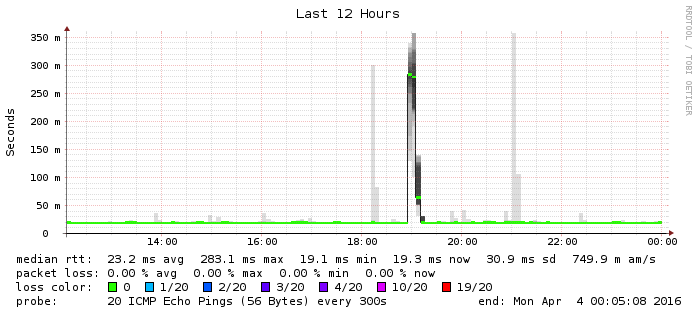 Last 12 Hours
RRDTOOL / TOBI OETIKER
Seconds
350 m
300 m
250 m
200 m
150 m
100 m
50 m
0
14:00 16:00 18:00 20:00 22:00 00:00
median rtt: 23.2 ms avg 283.1 ms max 19.1 ms min 19.3 ms now 30.9 ms sd 749.9 m am/s
packet loss: 0.00 % avg 0.00 % max 0.00 % min 0.00 % now
loss color: 0 1/20 2/20 3/20 4/20 10/20 19/20
probe: 20 ICMP Echo Pings (56 Bytes) every 300s end: Mon Apr 4 00:05:08 2016